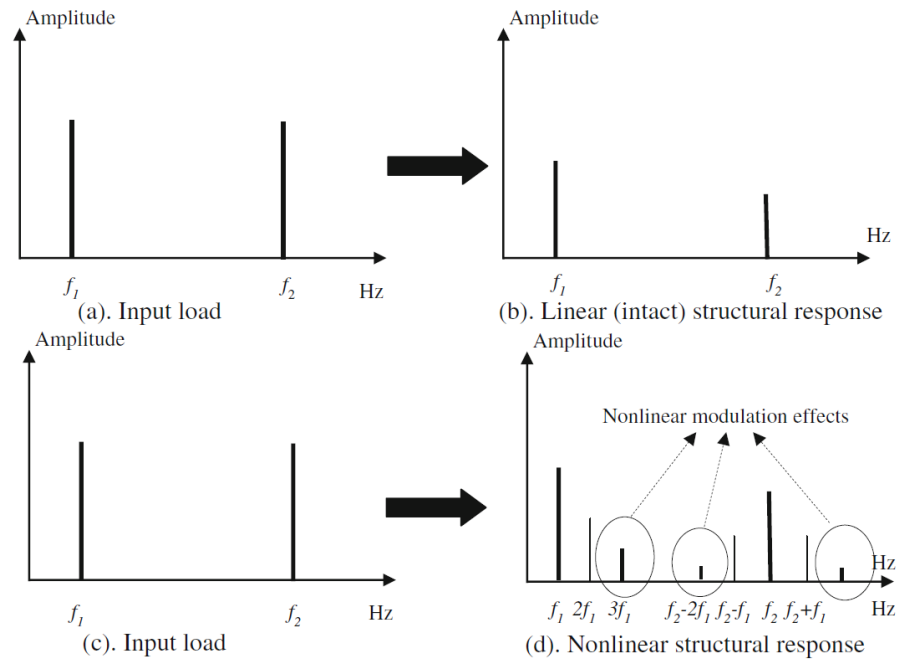 Amplitude
f1
f2
Hz
(a). Input load
Amplitude
Hz
f1
f2
(b). Linear (intact) structural response
Amplitude
f1
f2
Hz
(c). Input load
Amplitude
Nonlinear modulation effects
Hz
f1 2f1 3f1 f2-2f1 f2-f1 f2 f2+f1 Hz
(d). Nonlinear structural response